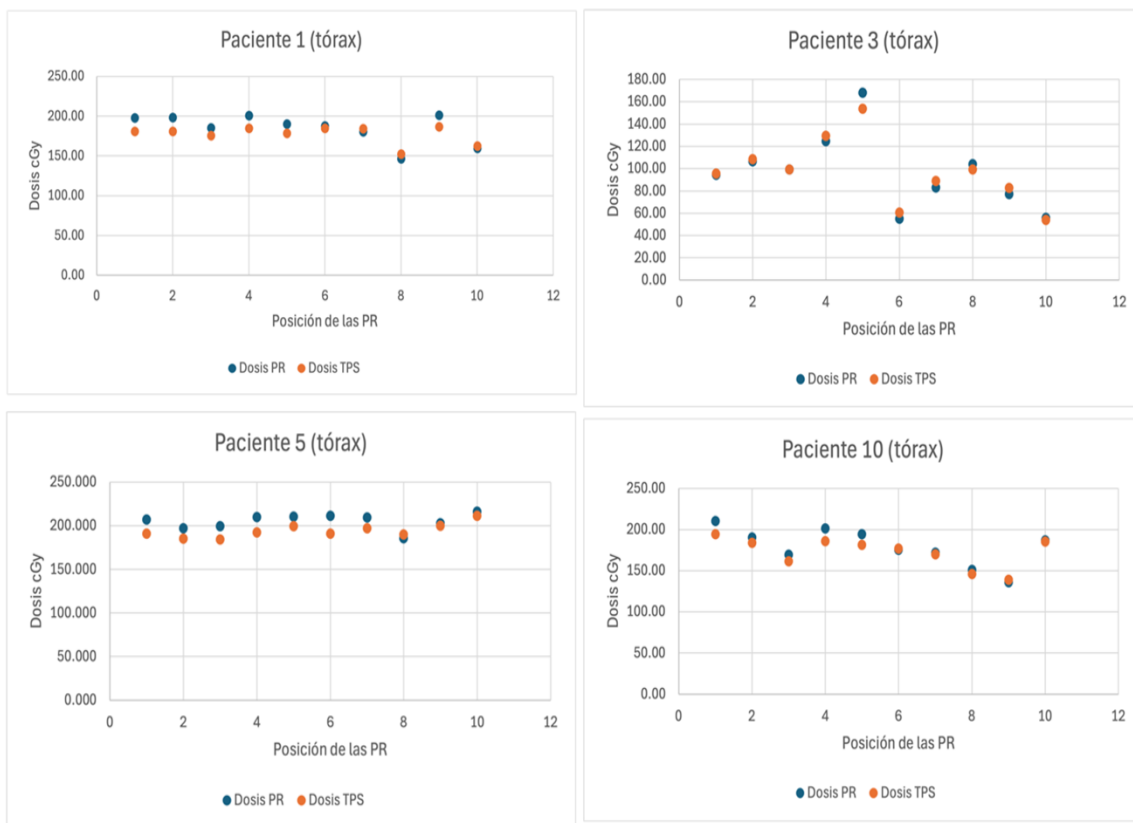 Paciente 1 (tórax)
250.00
200.00
150.00
100.00
50.00
0.00
Dosis cGy
0 2 4 6 8 10 12
Posición de las PR
Dosis PR Dosis TPS
Paciente 3 (tórax)
180.00
160.00
140.00
120.00
100.00
80.00
60.00
40.00
20.00
0.00
Dosis cGy
0 2 4 6 8 10 12
Posición de las PR
Dosis PR Dosis TPS
Paciente 5 (tórax)
250.000
200.000
150.000
100.000
50.000
0.000
Dosis cGy
0 2 4 6 8 10 12
Posición de las PR
Dosis PR Dosis TPS
Paciente 10 (tórax)
250.00
200.00
150.00
100.00
50.00
0.00
Dosis cGy
0 2 4 6 8 10 12
Posición de las PR
Dosis PR Dosis TPS